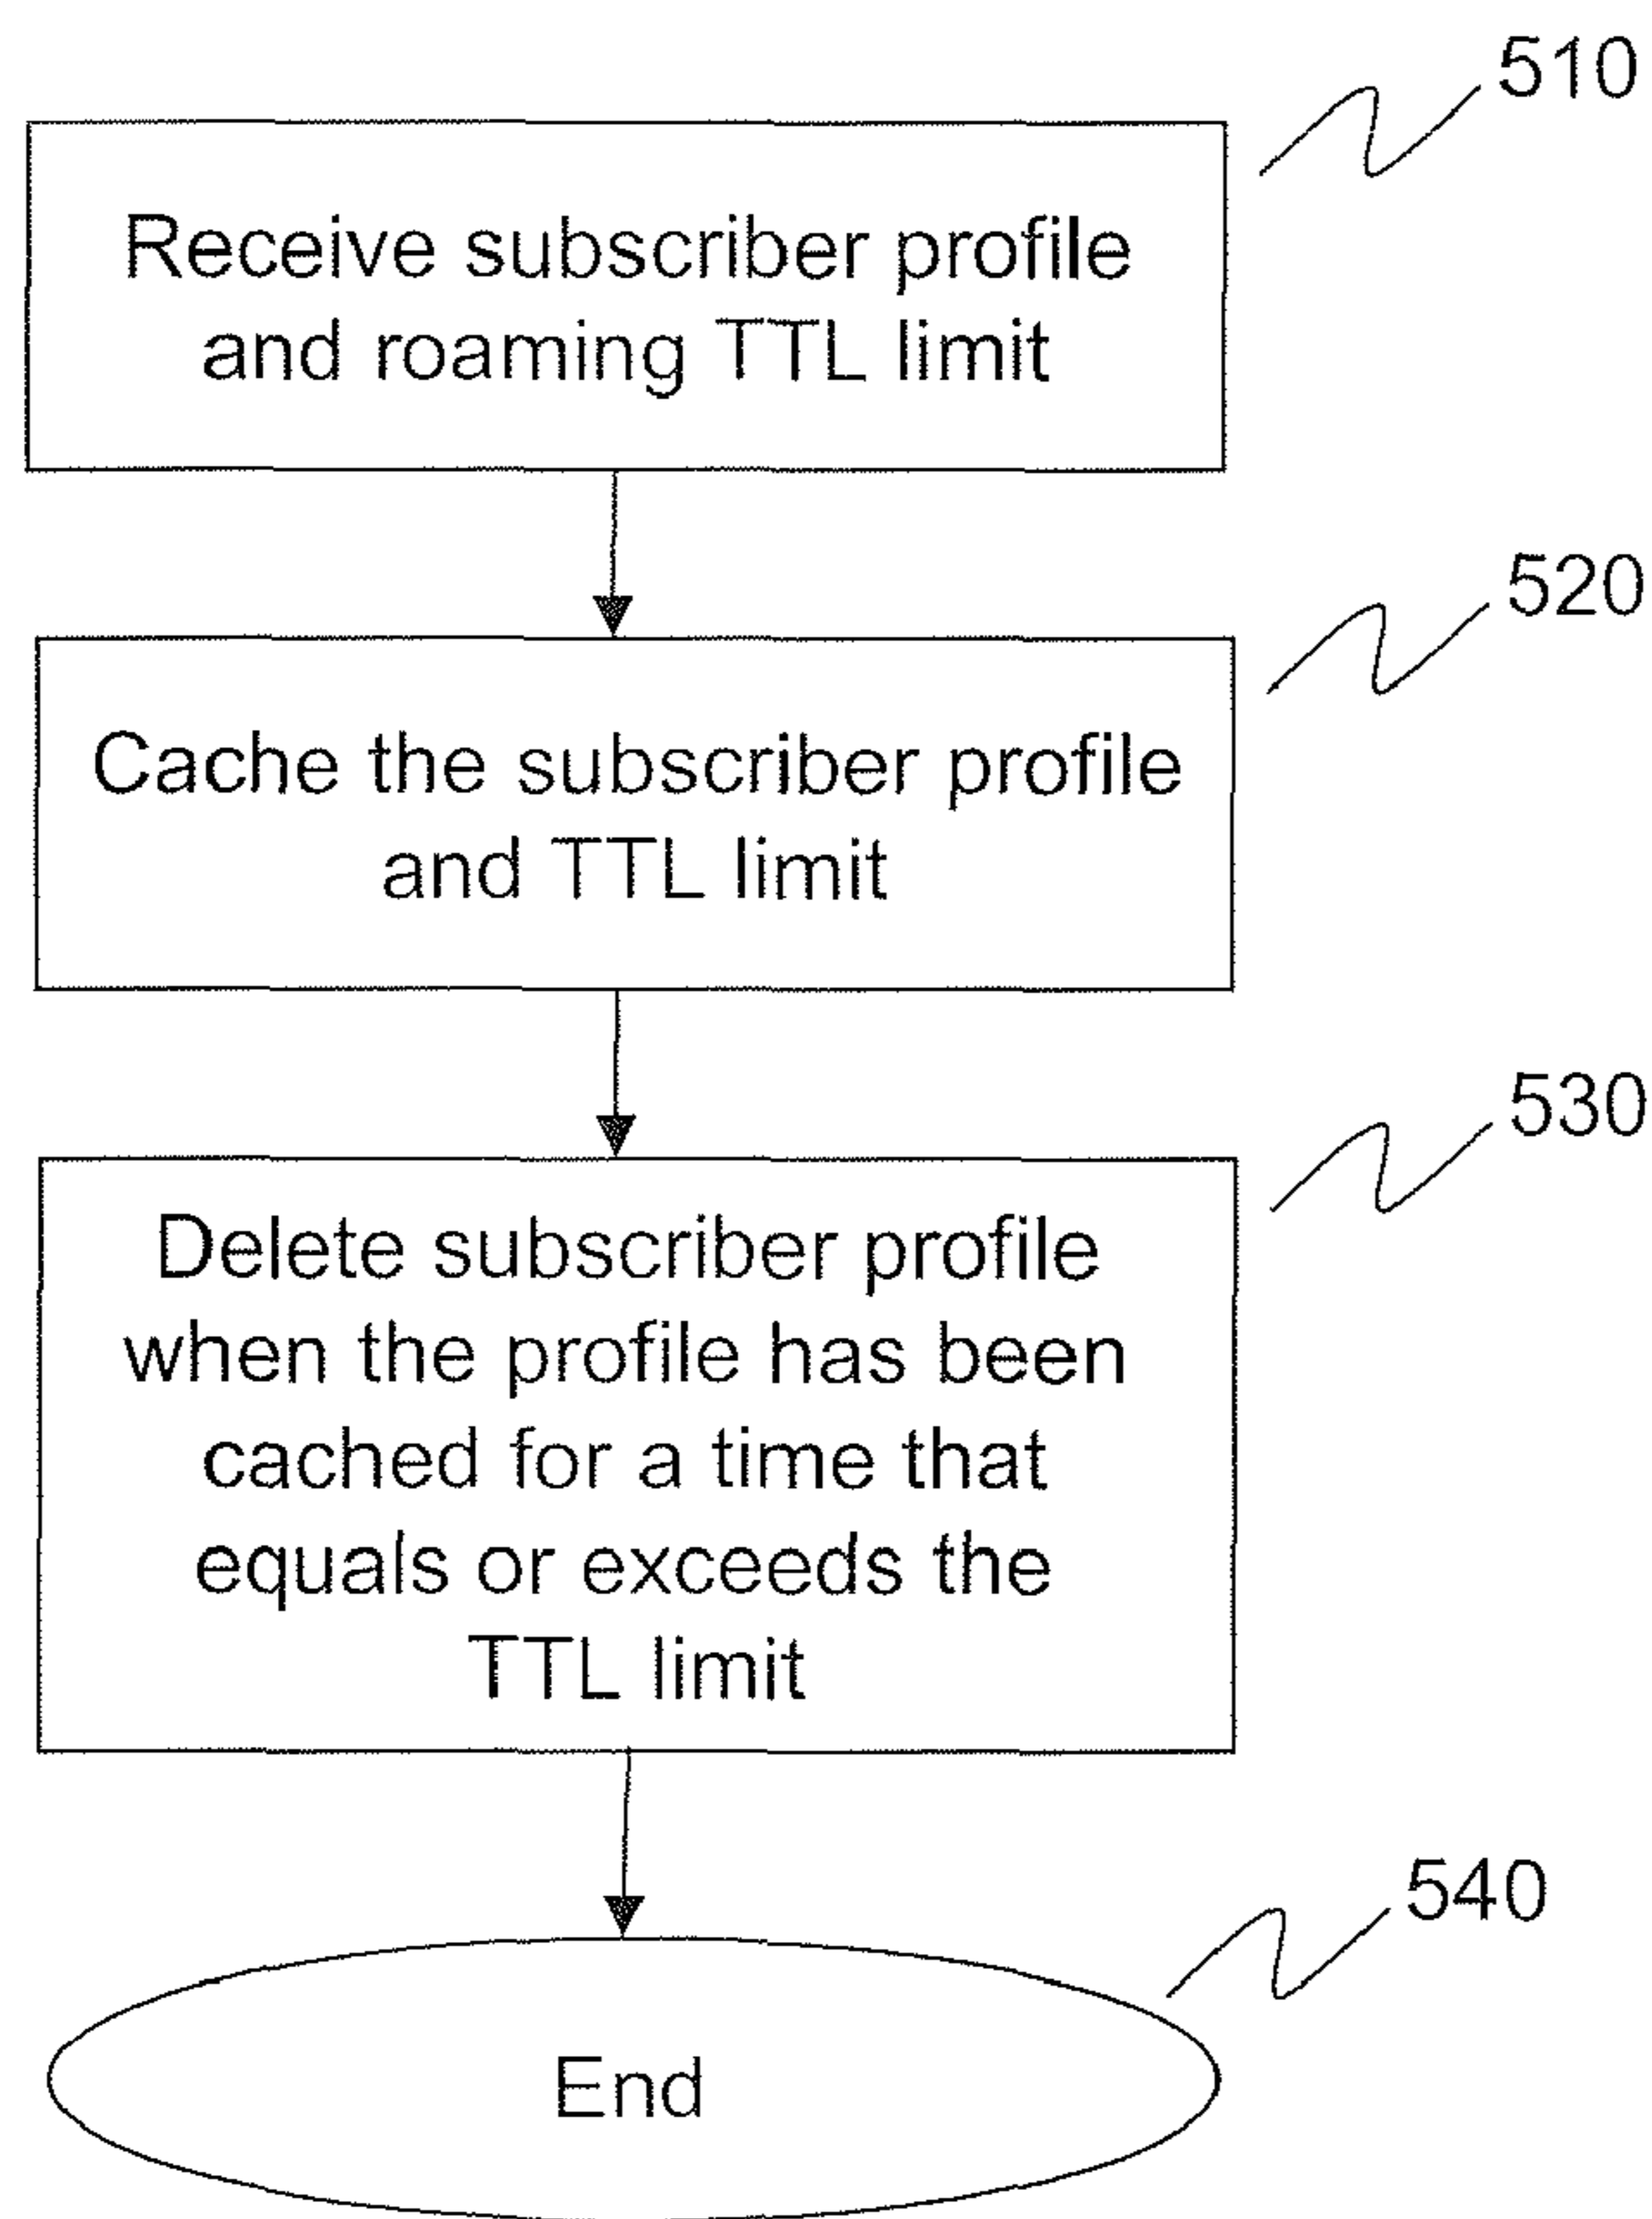 510
Receive subscriber profile
and roaming TTL limit
520
Cache the subscriber profile
and TTL limit
530
Delete subscriber profile
when the profile has been
cached for a time that
equals or exceeds the
TTL limit
540
End